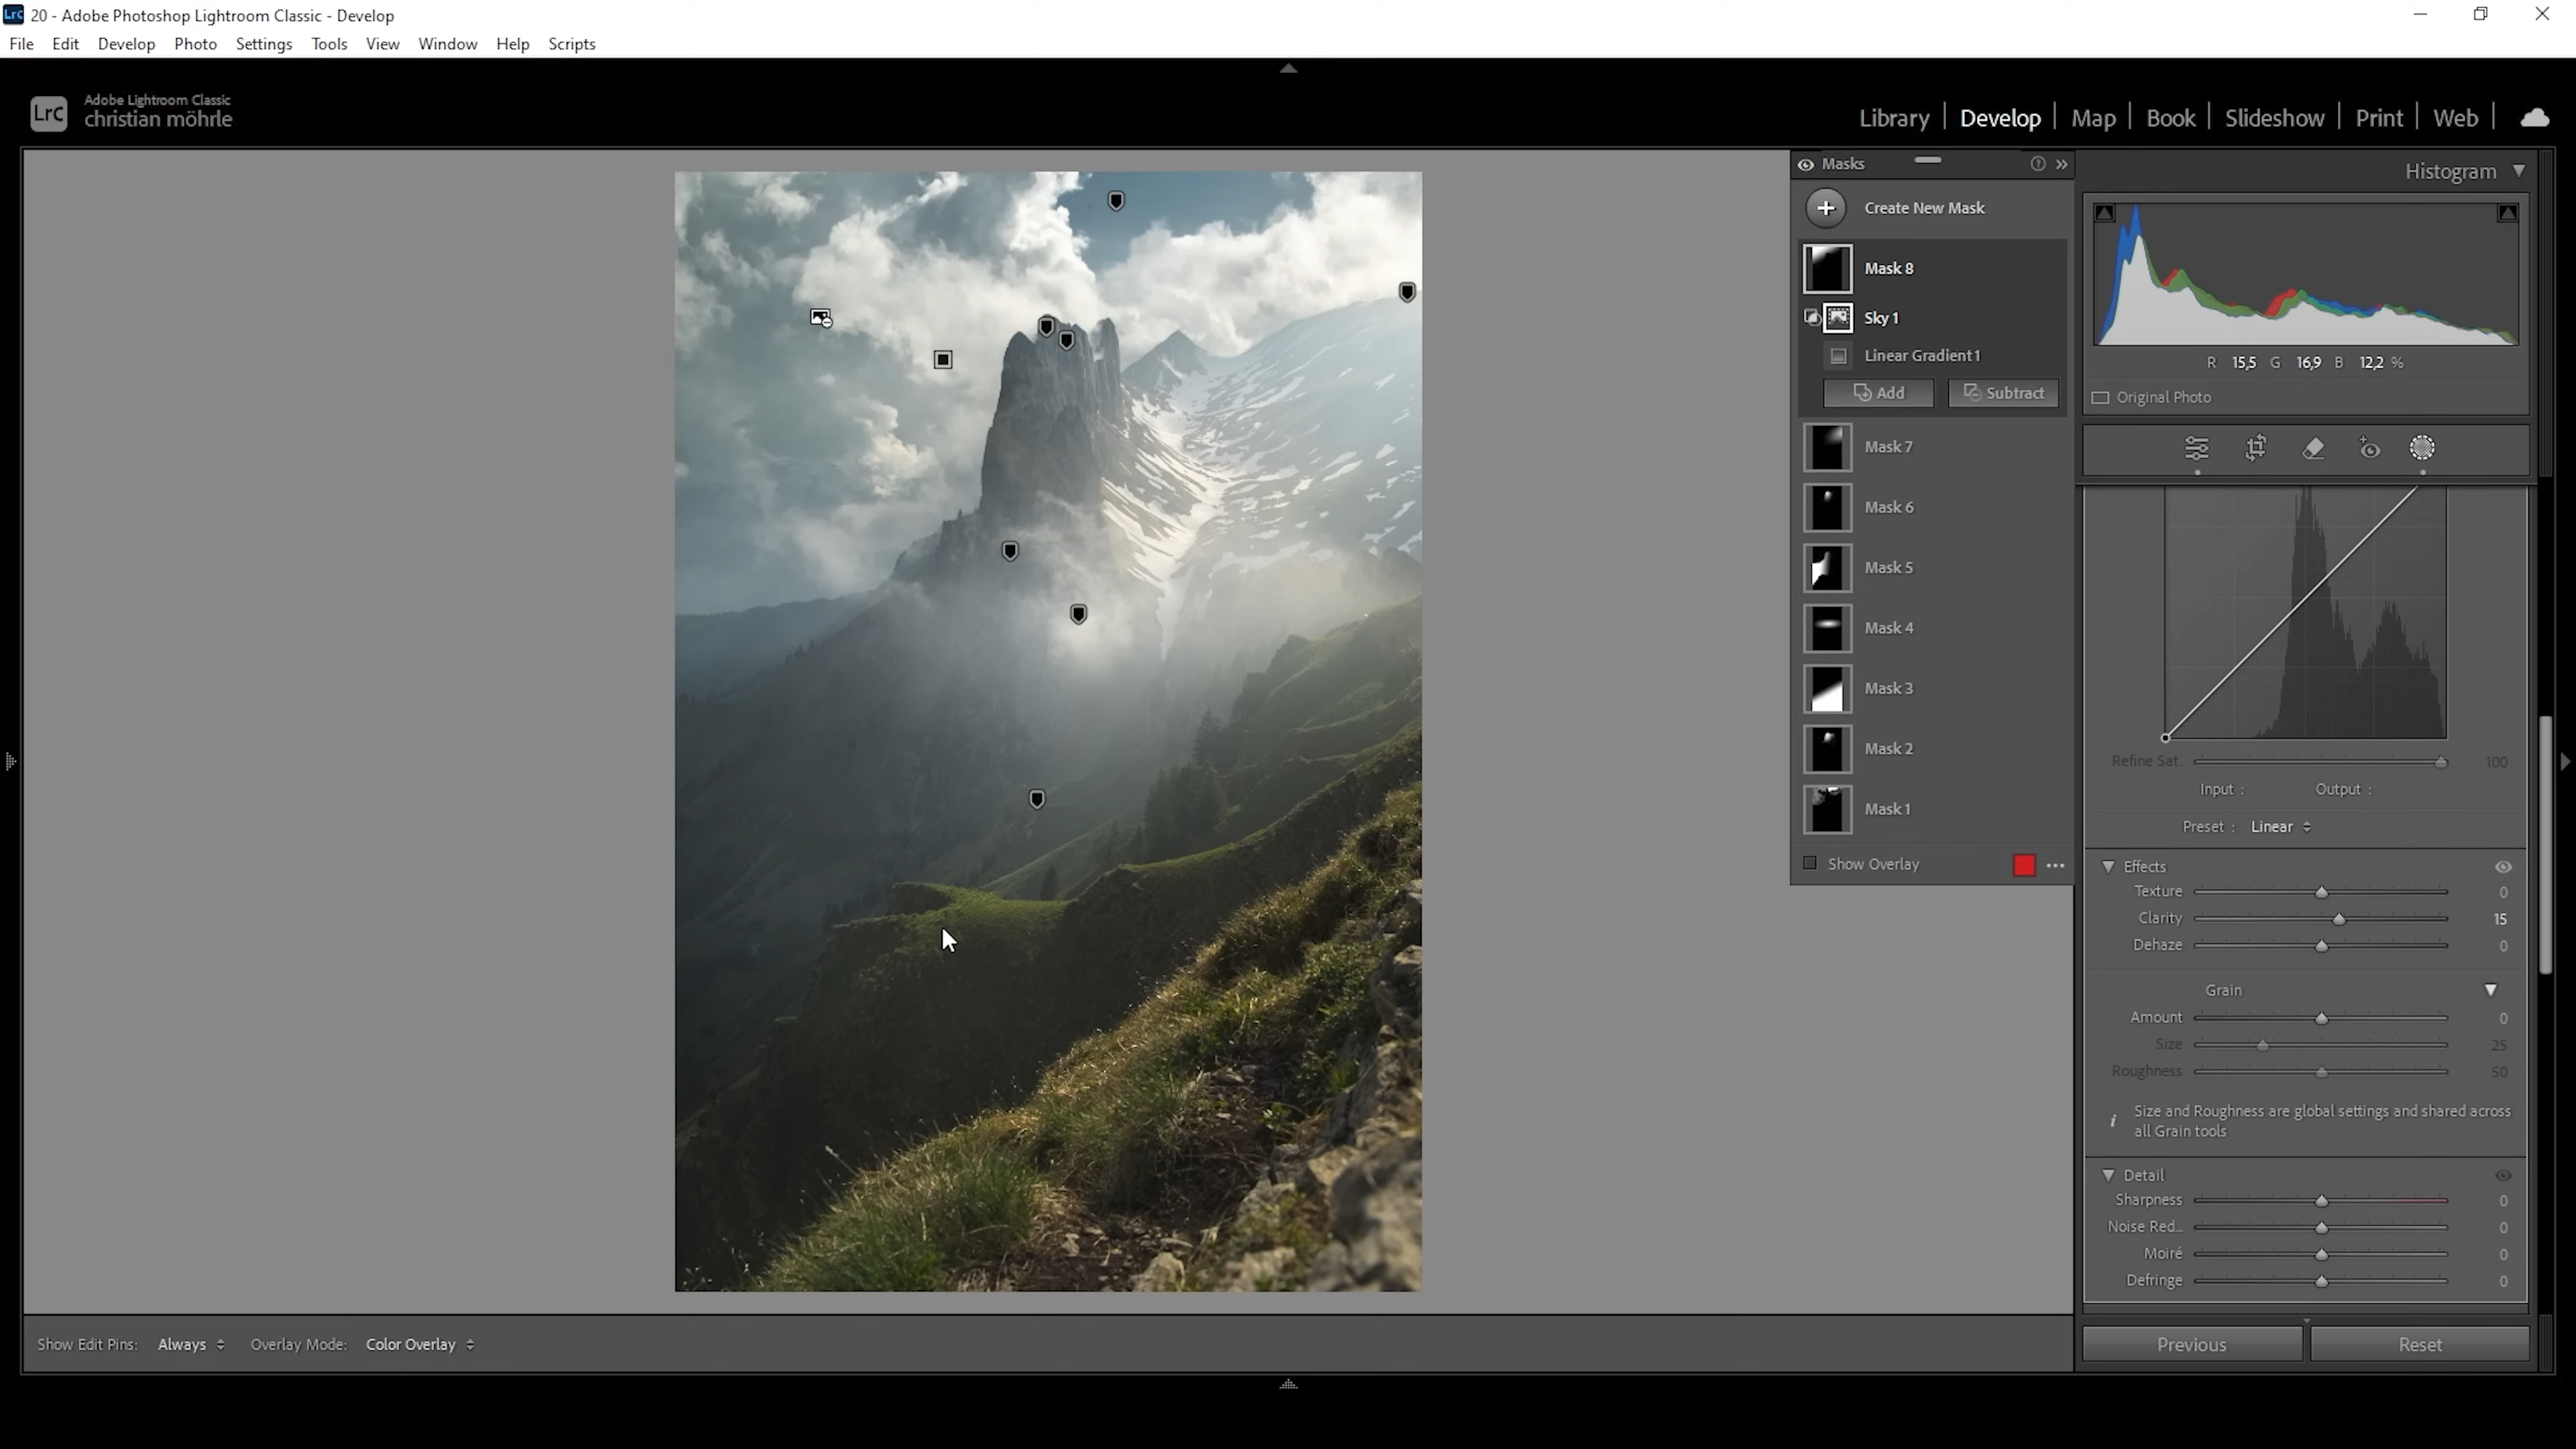 Lrc 20 - Adobe Photoshop Lightroom Classic - Develop
File Edit Develop Photo Settings Tools View Window Help Scripts
Lrc
Adobe Lightroom Classic
christian möhrle
Library Develop Map Book Slideshow Print Web
Masks
Create New Mask
Mask 8
Sky 1
Linear Gradient 1
Add Subtract
Mask 7
Mask 6
Mask 5
Mask 4
Mask 3
Mask 2
Mask 1
Show Overlay
Histogram
R 15,5 G 16,9 B 12,2 %
Original Photo
Refine Sat. 100
Input : Output :
Preset : Linear
Effects
Texture 0
Clarity 15
Dehaze 0
Grain
Amount 0
Size 25
Roughness 50
i Size and Roughness are global settings and shared across
all Grain tools
Detail
Sharpness 0
Noise Red... 0
Moiré 0
Defringe 0
Show Edit Pins: Always Overlay Mode: Color Overlay
Previous Reset